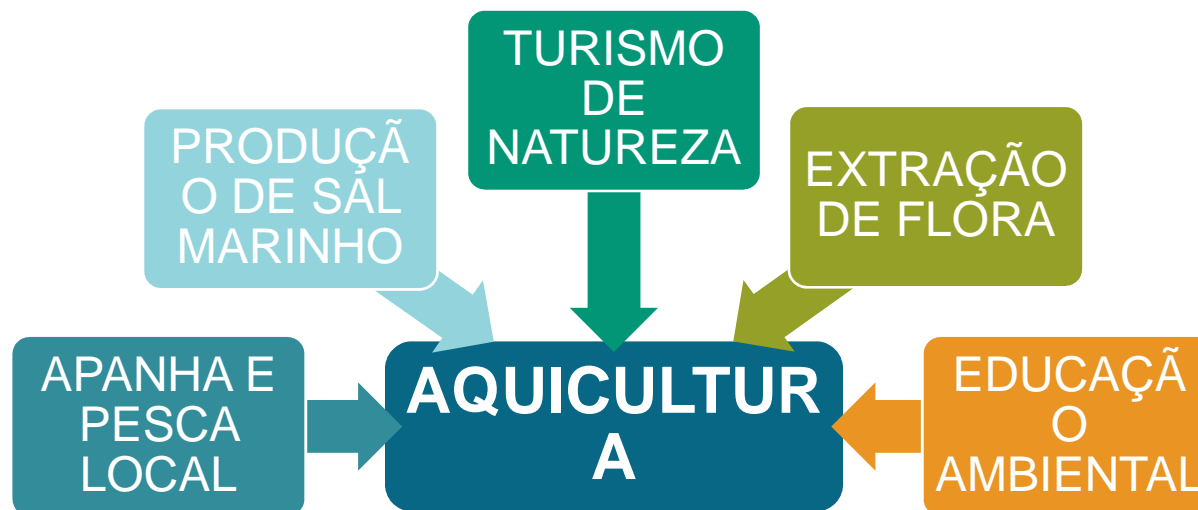 TURISMO
DE
NATUREZA
PRODUÇÃ
O DE SAL
MARINHO
EXTRAÇÃO
DE FLORA
APANHA E
PESCA
LOCAL
AQUICULTUR
A
EDUCAÇÃ
O
AMBIENTAL